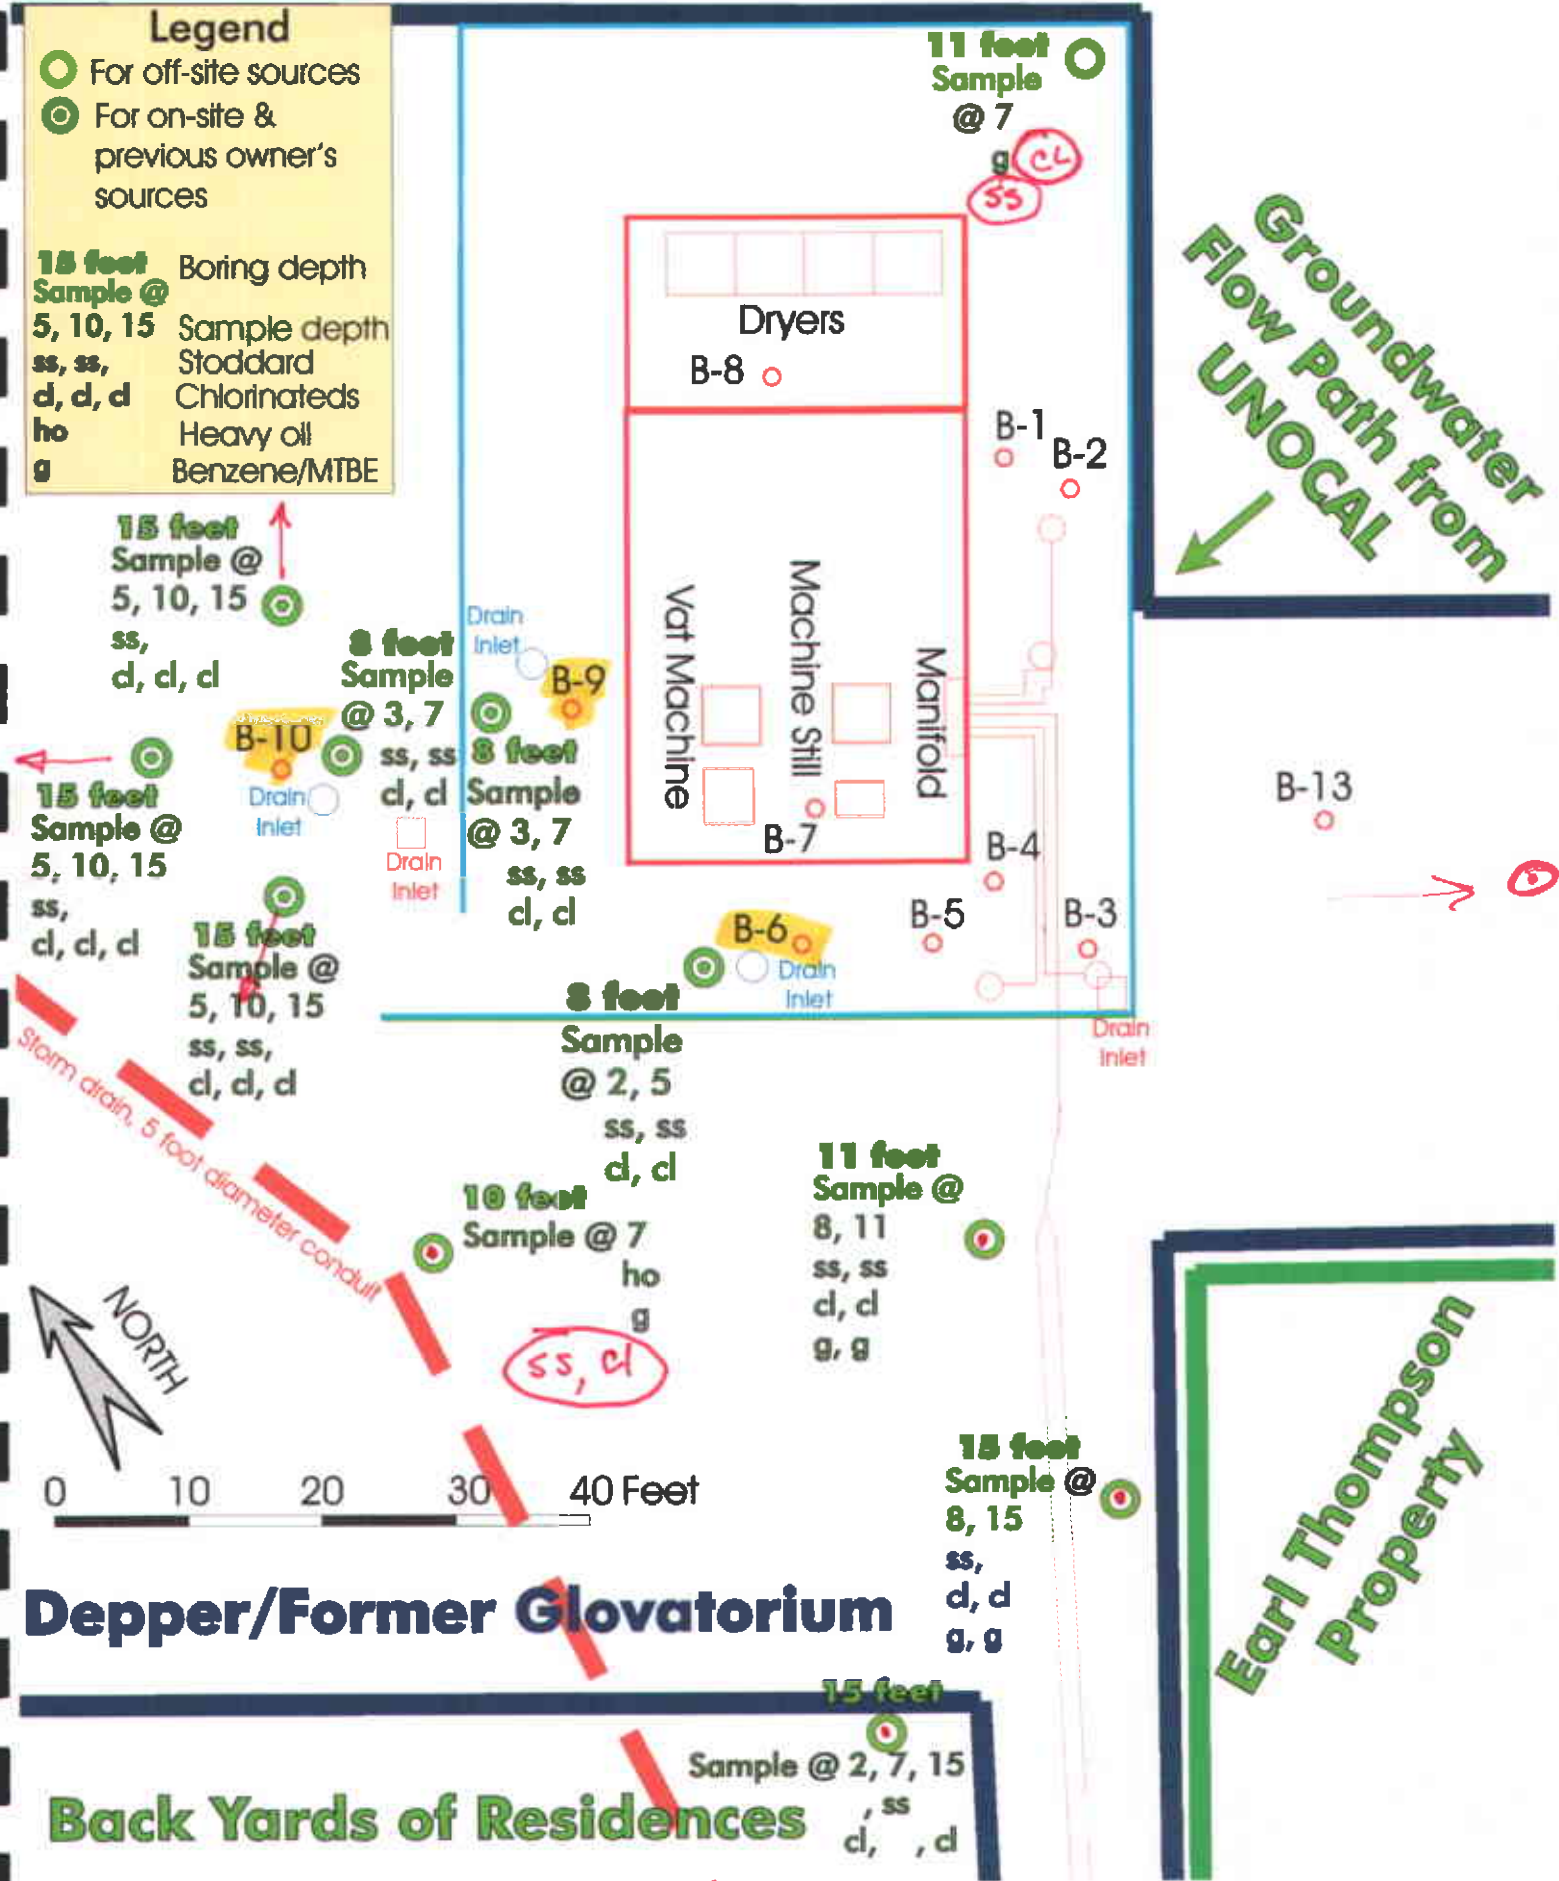 Legend
For off-site sources
For on-site &
previous owner's
sources
15 feet Boring depth
Sample @
5, 10, 15 Sample depth
ss, ss, Stoddard
cl, cl, cl Chlorinateds
ho Heavy oil
g Benzene/MTBE
11 feet
Sample
@ 7
g CL
SS
Groundwater
Flow Path from
UNOCAL
Dryers
B-8
B-1
B-2
15 feet
Sample @
5, 10, 15
ss,
cl, cl, cl
8 feet
Sample
@ 3, 7
ss, ss
cl, cl
Drain
Inlet
B-9
B-10
Drain
Inlet
Drain
Inlet
8 feet
Sample
@ 3, 7
ss, ss
cl, cl
Vat Machine
Machine Still
Manifold
B-7
B-4
B-5
B-3
B-13
15 feet
Sample @
5, 10, 15
ss,
cl, cl, cl
15 feet
Sample @
5, 10, 15
ss, ss,
cl, cl, cl
B-6
Drain
Inlet
8 feet
Sample
@ 2, 5
ss, ss
cl, cl
Drain
Inlet
Storm drain, 5 foot diameter conduit
10 feet
Sample @ 7
ho
g
ss, cl
11 feet
Sample @
8, 11
ss, ss
cl, cl
g, g
NORTH
0 10 20 30 40 Feet
15 feet
Sample @
8, 15
ss,
cl, cl
g, g
Earl Thompson
Property
Depper/Former Glovatorium
15 feet
Sample @ 2, 7, 15
, ss
cl, , cl
Back Yards of Residences